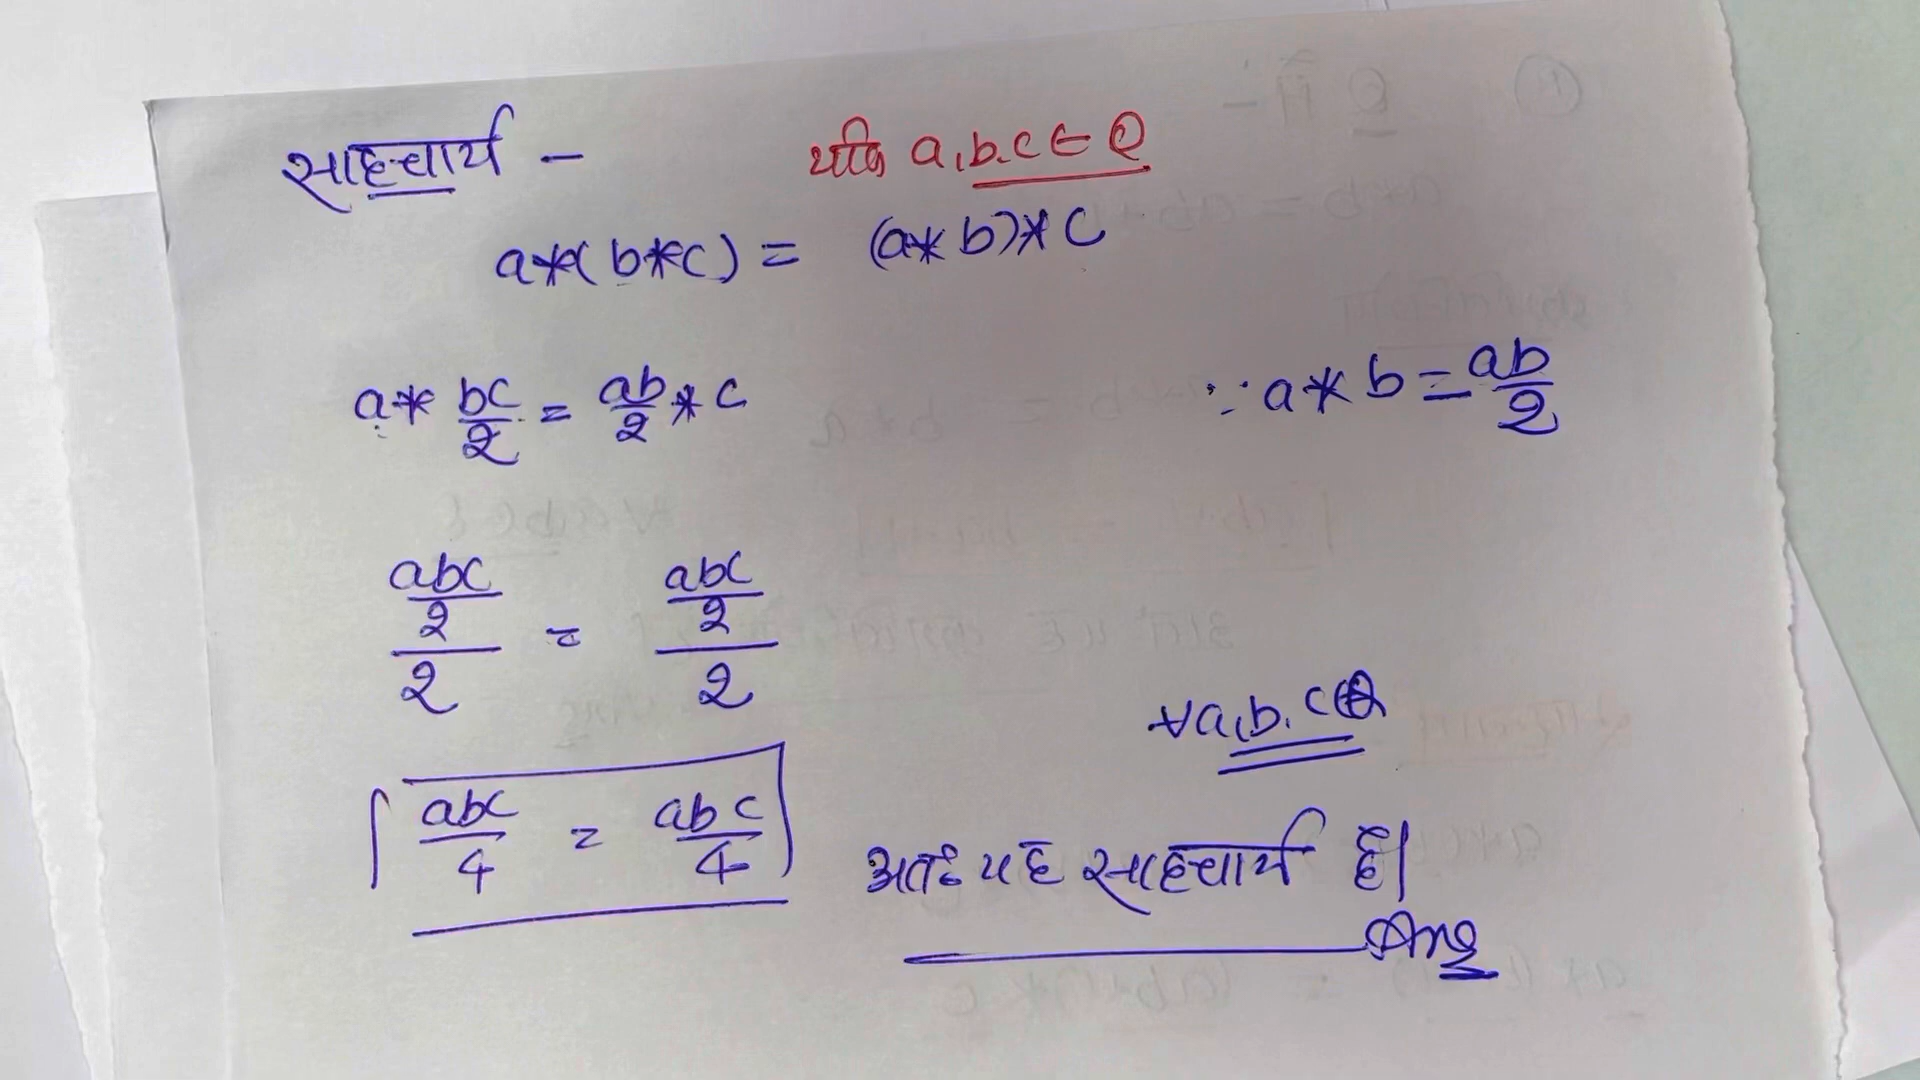 साहचार्य – यदि a,b,c ∈ Q
a*(b*c) = (a*b)*c
a* bc/2 = ab/2 * c ∵ a*b = ab/2
(abc/2)/2 = (abc/2)/2
∀a,b,c∈Q
abc/4 = abc/4
अतः यह साहचार्य है।
Ans